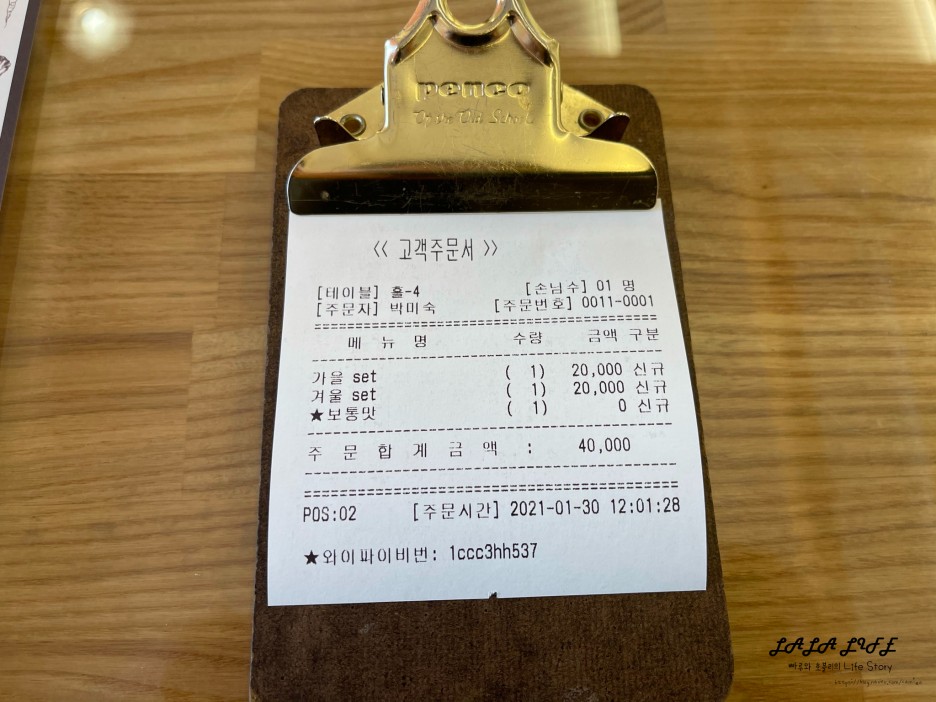 penco
<< 고객주문서 >>
[테이블] 홀-4 [손님수] 01 명
[주문자] 박미숙 [주문번호] 0011-0001
메 뉴 명 수량 금액 구분
가을 set ( 1) 20,000 신규
겨울 set ( 1) 20,000 신규
★보통맛 ( 1) 0 신규
주 문 합 계 금 액 : 40,000
POS:02 [주문시간] 2021-01-30 12:01:28
★와이파이비번: 1ccc3hh537
LALA LIFE
Life Story